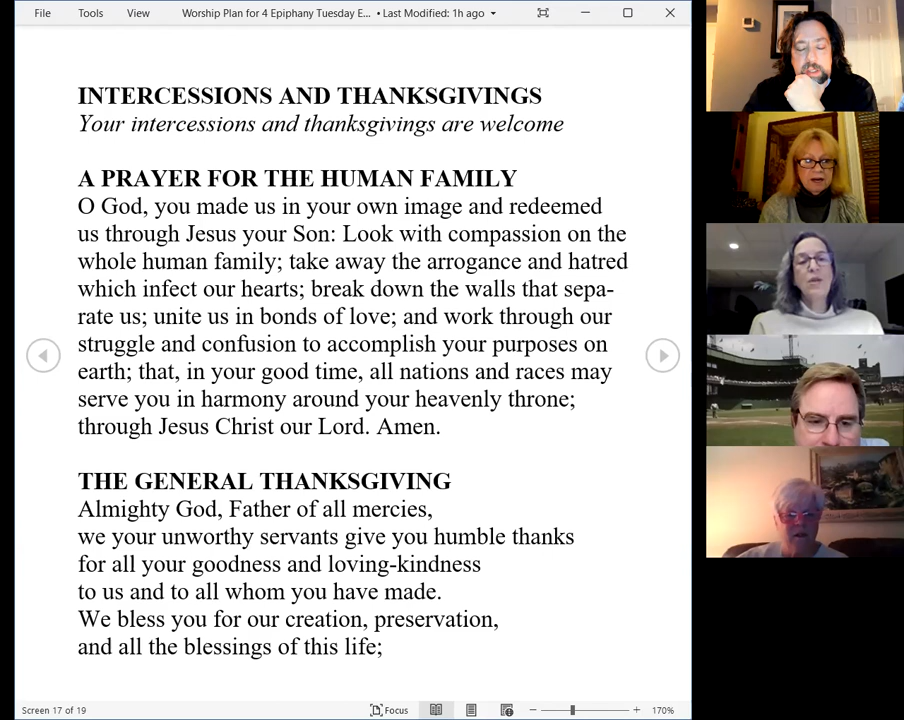 File Tools View Worship Plan for 4 Epiphany Tuesday E... • Last Modified: 1h ago
INTERCESSIONS AND THANKSGIVINGS
Your intercessions and thanksgivings are welcome
A PRAYER FOR THE HUMAN FAMILY
O God, you made us in your own image and redeemed
us through Jesus your Son: Look with compassion on the
whole human family; take away the arrogance and hatred
which infect our hearts; break down the walls that sepa-
rate us; unite us in bonds of love; and work through our
struggle and confusion to accomplish your purposes on
earth; that, in your good time, all nations and races may
serve you in harmony around your heavenly throne;
through Jesus Christ our Lord. Amen.
THE GENERAL THANKSGIVING
Almighty God, Father of all mercies,
we your unworthy servants give you humble thanks
for all your goodness and loving-kindness
to us and to all whom you have made.
We bless you for our creation, preservation,
and all the blessings of this life;
Screen 17 of 19 Focus 170%